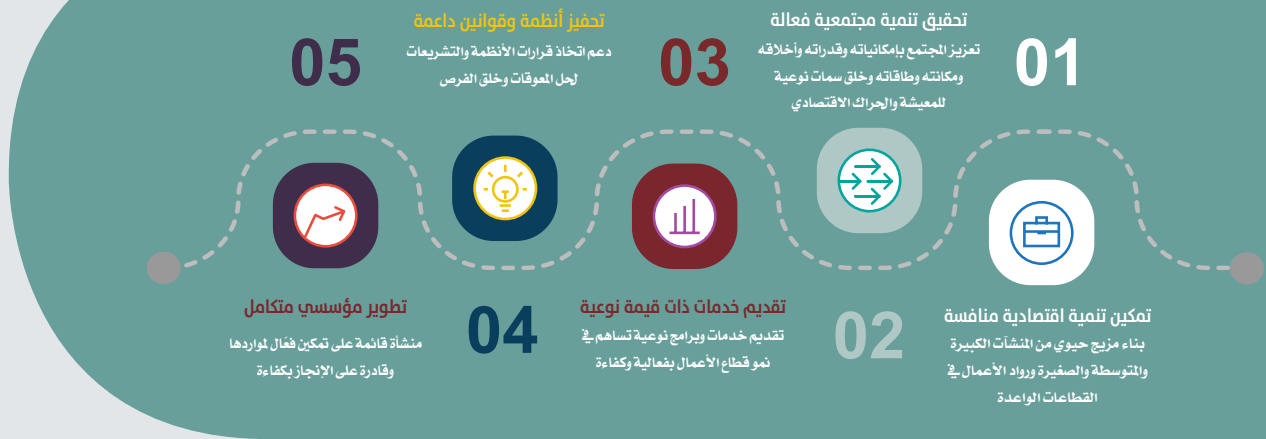 01
تمكين تنمية اقتصادية منافسة
بناء مزيج حيوي من المنشآت الكبيرة
والمتوسطة والصغيرة ورواد الأعمال في
القطاعات الواعدة
02
تحقيق تنمية مجتمعية فعالة
تعزيز المجتمع بإمكانياته وقدراته وأخلاقه
ومكانته وطاقاته وخلق سمات نوعية
للمعيشة والحراك الاقتصادي
03
تقديم خدمات ذات قيمة نوعية
تقديم خدمات وبرامج نوعية تساهم في
نمو قطاع الأعمال بفعالية وكفاءة
04
تحفيز أنظمة وقوانين داعمة
دعم اتخاذ قرارات الأنظمة والتشريعات
لحل المعوقات وخلق الفرص
05
تطوير مؤسسي متكامل
منشأة قائمة على تمكين فعّال لمواردها
وقادرة على الإنجاز بكفاءة